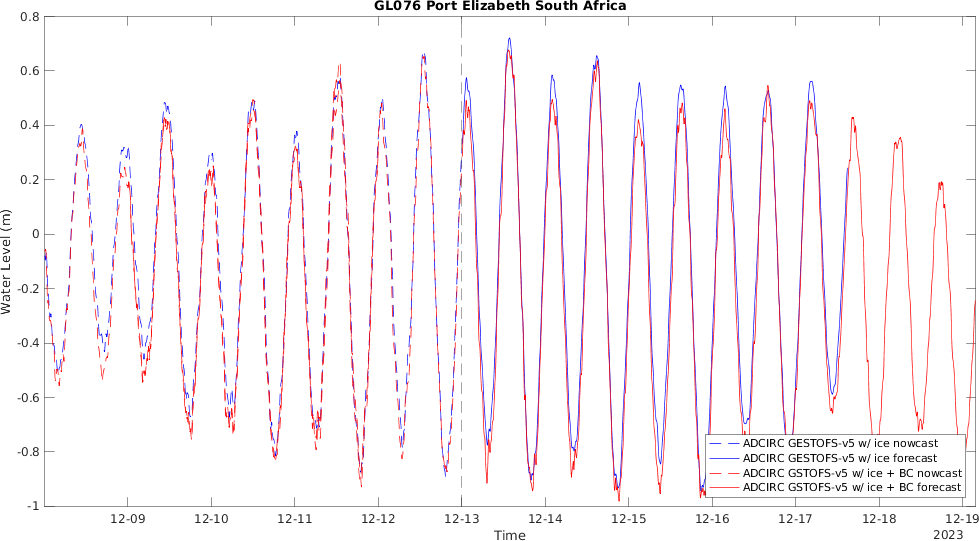 GL076 Port Elizabeth South Africa
0.8
0.6
0.4
0.2
0
-0.2
-0.4
-0.6
-0.8
-1
Water Level (m)
ADCIRC GESTOFS-v5 w/ ice nowcast
ADCIRC GESTOFS-v5 w/ ice forecast
ADCIRC GSTOFS-v5 w/ ice + BC nowcast
ADCIRC GSTOFS-v5 w/ ice + BC forecast
12-09 12-10 12-11 12-12 12-13 12-14 12-15 12-16 12-17 12-18 12-19
Time
2023